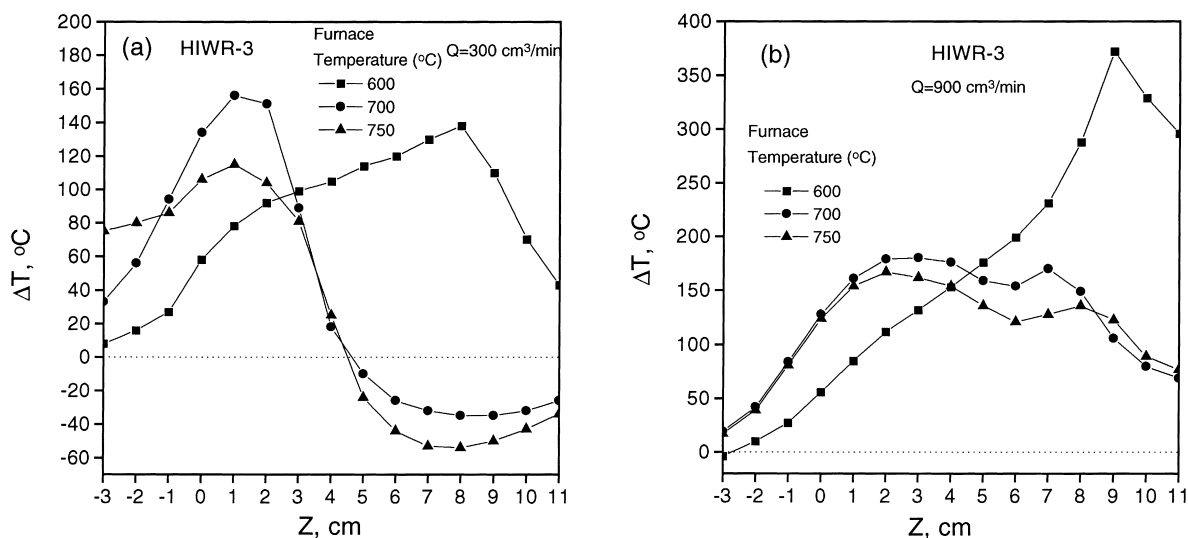 (a)
HIWR-3
Furnace
Temperature (°C)
Q=300 cm³/min
600
700
750
200
180
160
140
120
100
80
60
40
20
0
-20
-40
-60
ΔT, °C
-3 -2 -1 0 1 2 3 4 5 6 7 8 9 10 11
Z, cm
(b)
HIWR-3
Q=900 cm³/min
Furnace
Temperature (°C)
600
700
750
400
350
300
250
200
150
100
50
0
ΔT, °C
-3 -2 -1 0 1 2 3 4 5 6 7 8 9 10 11
Z, cm